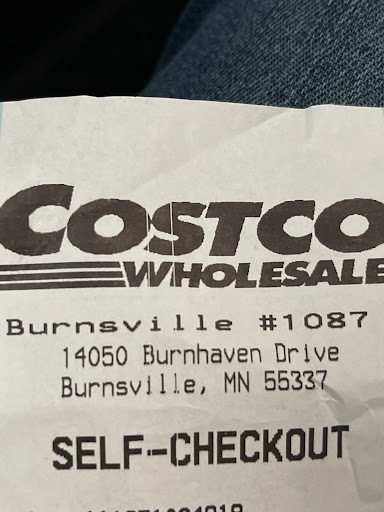 COSTCO
WHOLESALE
Burnsville #1087
14050 Burnhaven Drive
Burnsville, MN 55337
SELF-CHECKOUT